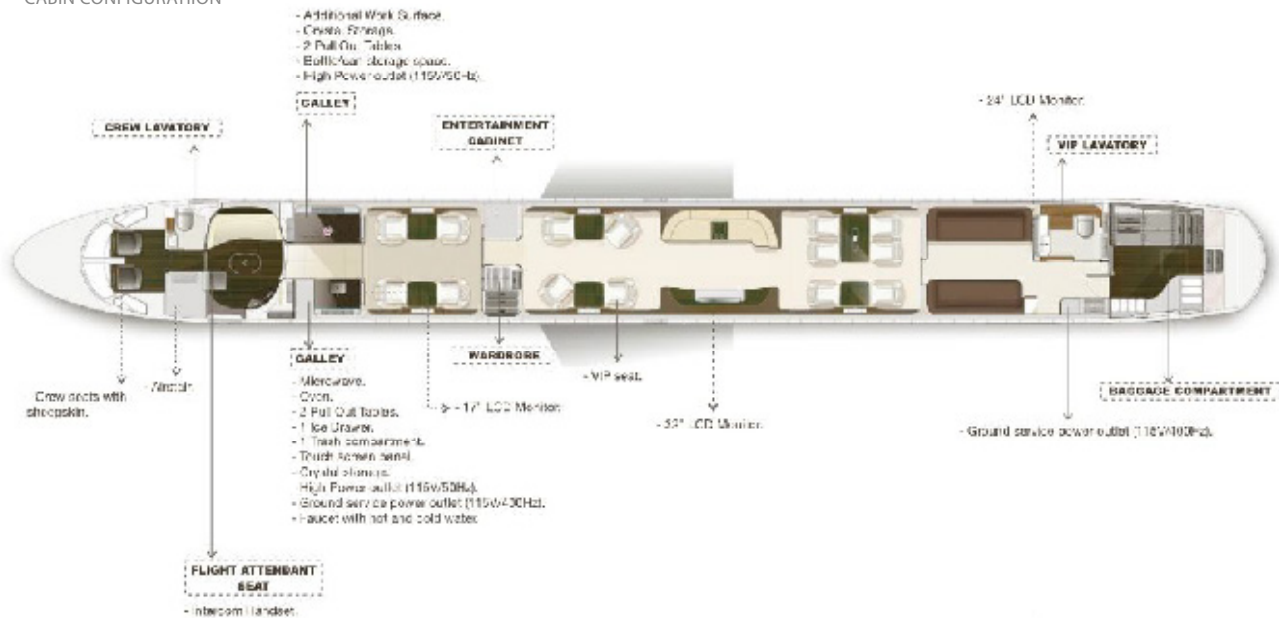 CABIN CONFIGURATION
- Additional Work Surface.
- Crystal Storage.
- 2 Pull Out Tables.
- Bottle/can storage space.
- High Power outlet (115V/50Hz).
GALLEY
CREW LAVATORY
ENTERTAINMENT
CABINET
- 24" LCD Monitor.
VIP LAVATORY
Crew seats with
sheepskin.
- Airstair.
GALLEY
- Microwave.
- Oven.
- 2 Pull Out Tables.
- 1 Ice Drawer.
- 1 Trash compartment.
- Touch screen panel.
- Crystal storage.
High Power outlet (115V/50Hz).
- Ground service power outlet (115V/400Hz).
- Faucet with hot and cold water.
- 17" LCD Monitor.
WARDROBE
- VIP seat.
LCD Monitor.
BAGGAGE COMPARTMENT
- Ground service power outlet (115V/400Hz).
FLIGHT ATTENDANT
SEAT
- Intercom Handset.